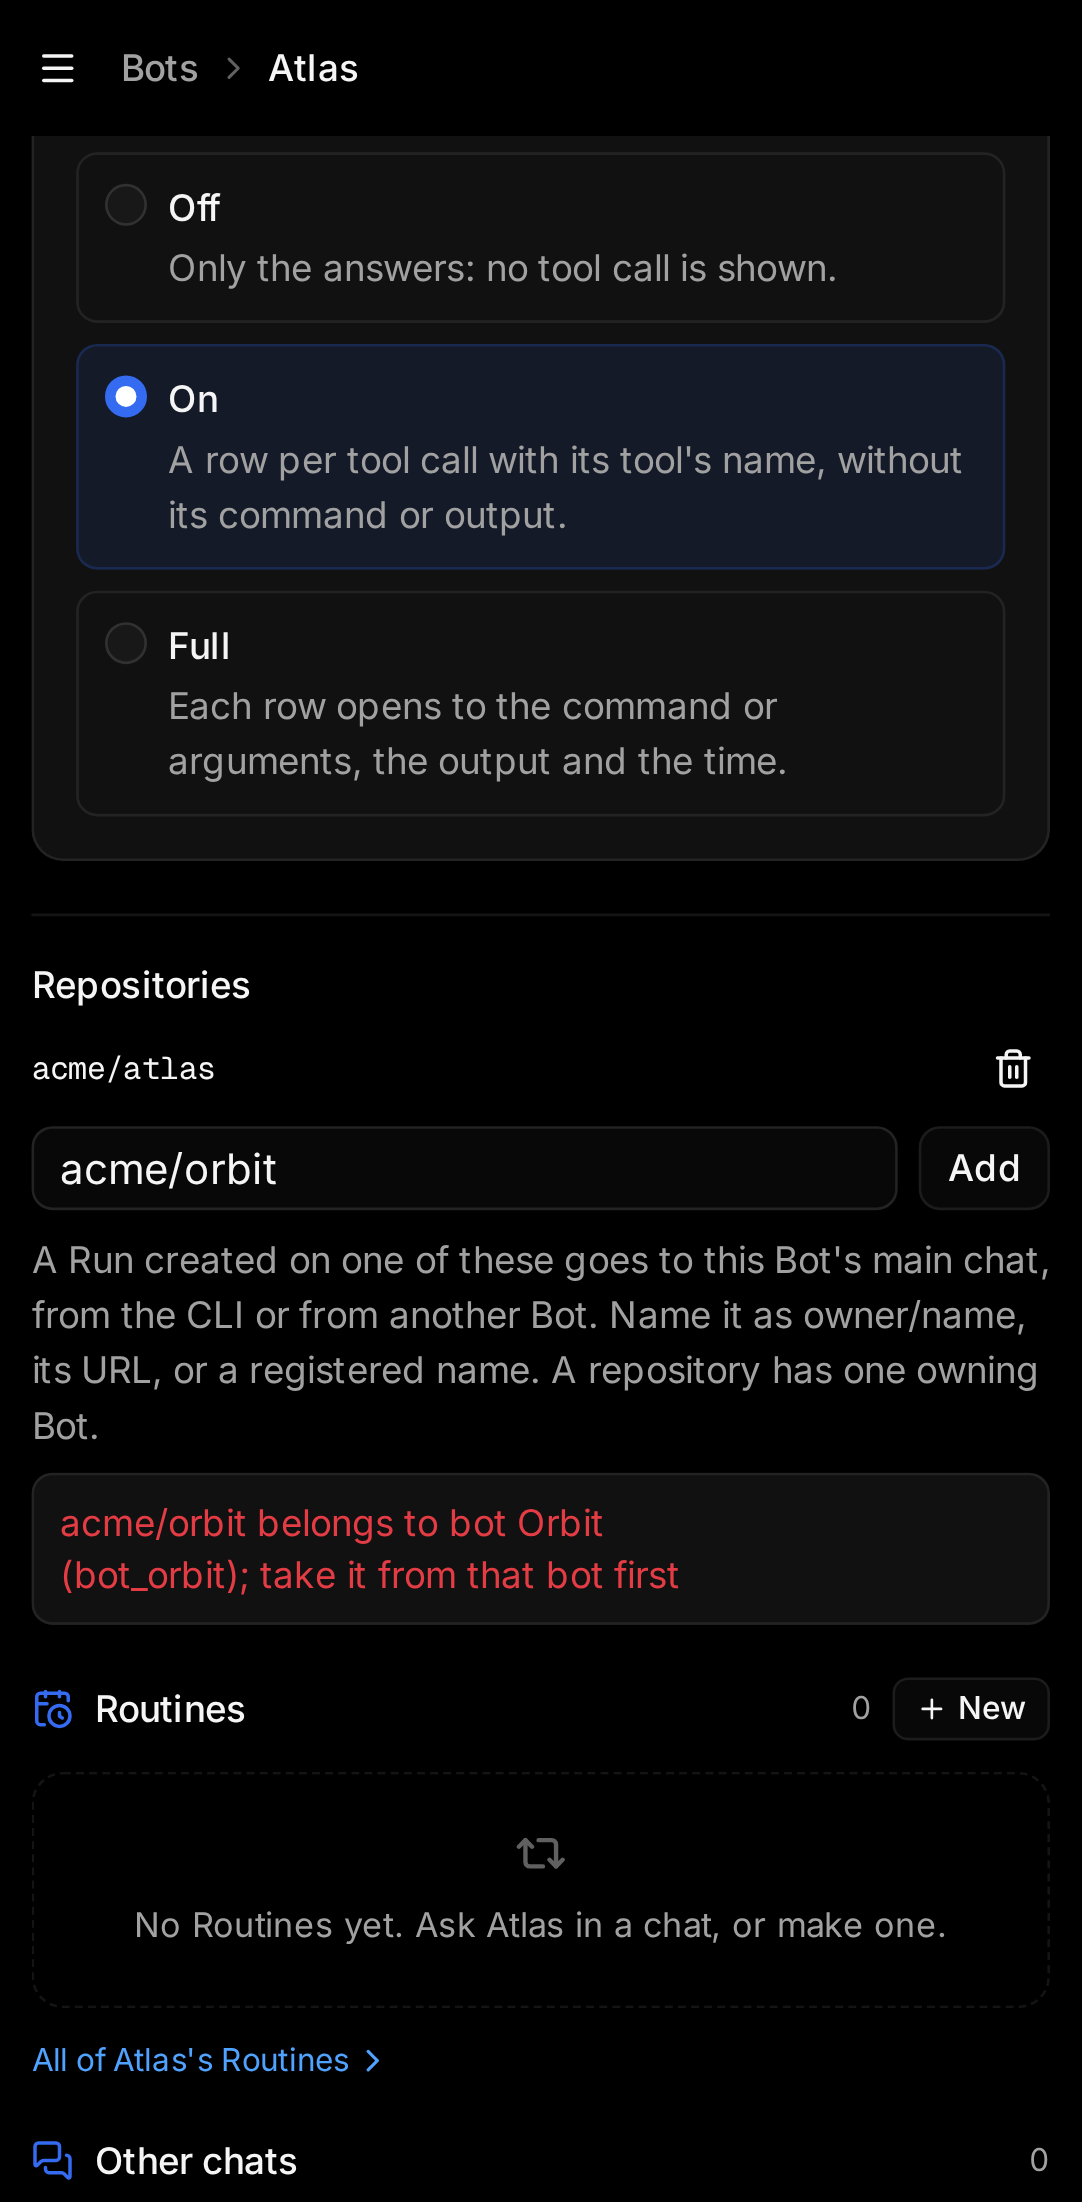 Bots > Atlas
Off
Only the answers: no tool call is shown.
On
A row per tool call with its tool's name, without
its command or output.
Full
Each row opens to the command or
arguments, the output and the time.
Repositories
acme/atlas
acme/orbit
Add
A Run created on one of these goes to this Bot's main chat,
from the CLI or from another Bot. Name it as owner/name,
its URL, or a registered name. A repository has one owning
Bot.
acme/orbit belongs to bot Orbit
(bot_orbit); take it from that bot first
Routines
0
+ New
No Routines yet. Ask Atlas in a chat, or make one.
All of Atlas's Routines >
Other chats
0